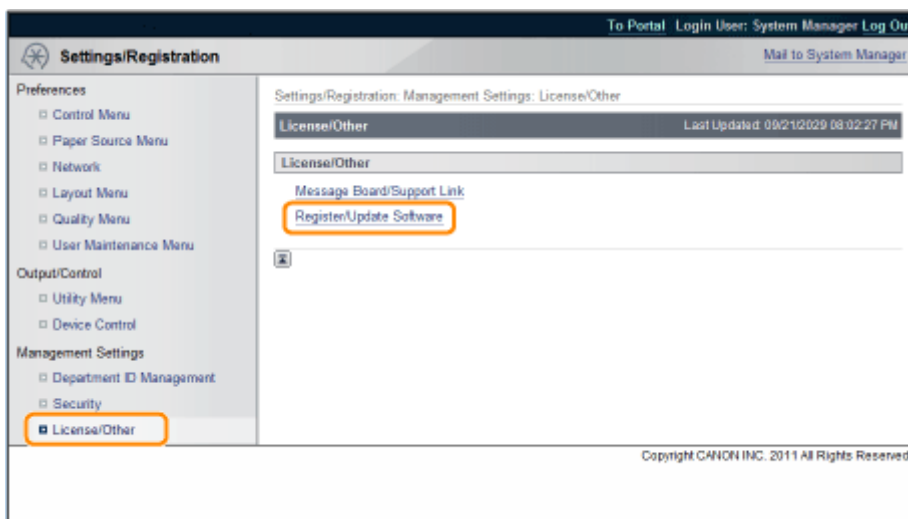 To Portal Login User: System Manager Log Ou
Settings/Registration
Mail to System Manager
Preferences
Control Menu
Paper Source Menu
Network
Layout Menu
Quality Menu
User Maintenance Menu
Output/Control
Utility Menu
Device Control
Management Settings
Department ID Management
Security
License/Other
Settings/Registration: Management Settings: License/Other
License/Other Last Updated: 09/21/2029 08:02:27 PM
License/Other
Message Board/Support Link
Register/Update Software
Copyright CANON INC. 2011 All Rights Reserved